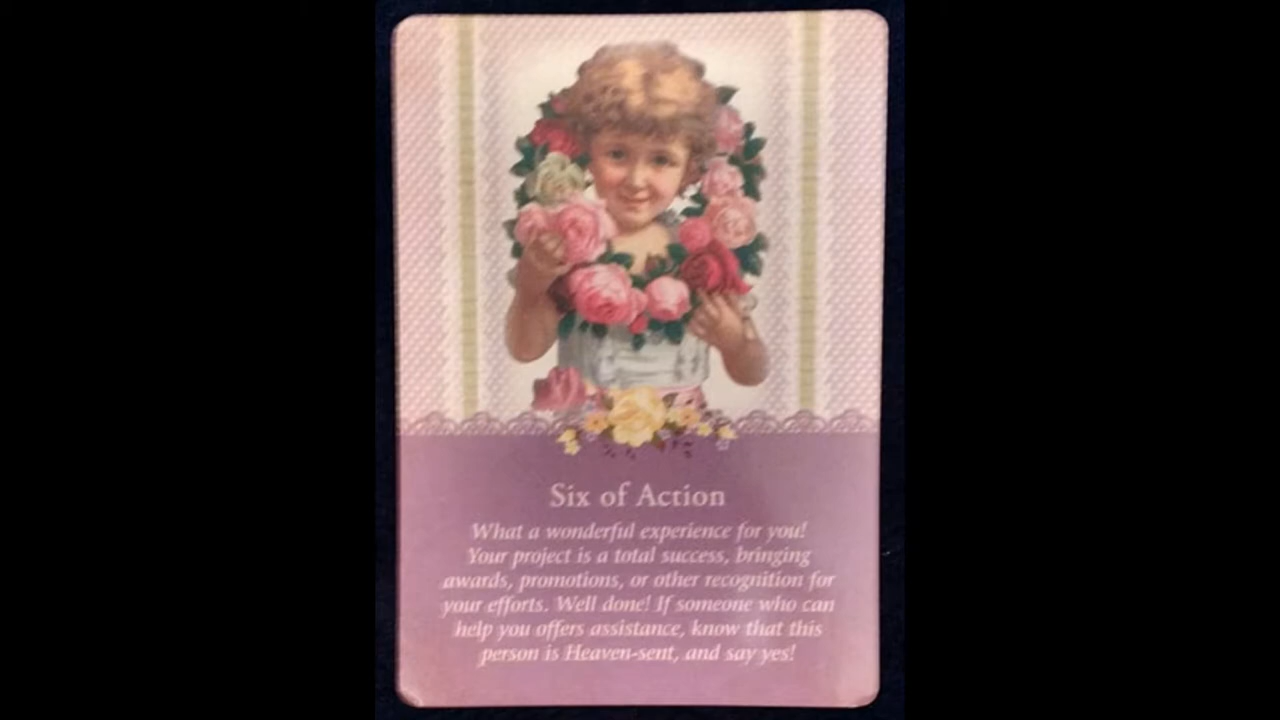 Six of Action
What a wonderful experience for you!
Your project is a total success, bringing
awards, promotions, or other recognition for
your efforts. Well done! If someone who can
help you offers assistance, know that this
person is Heaven-sent, and say yes!